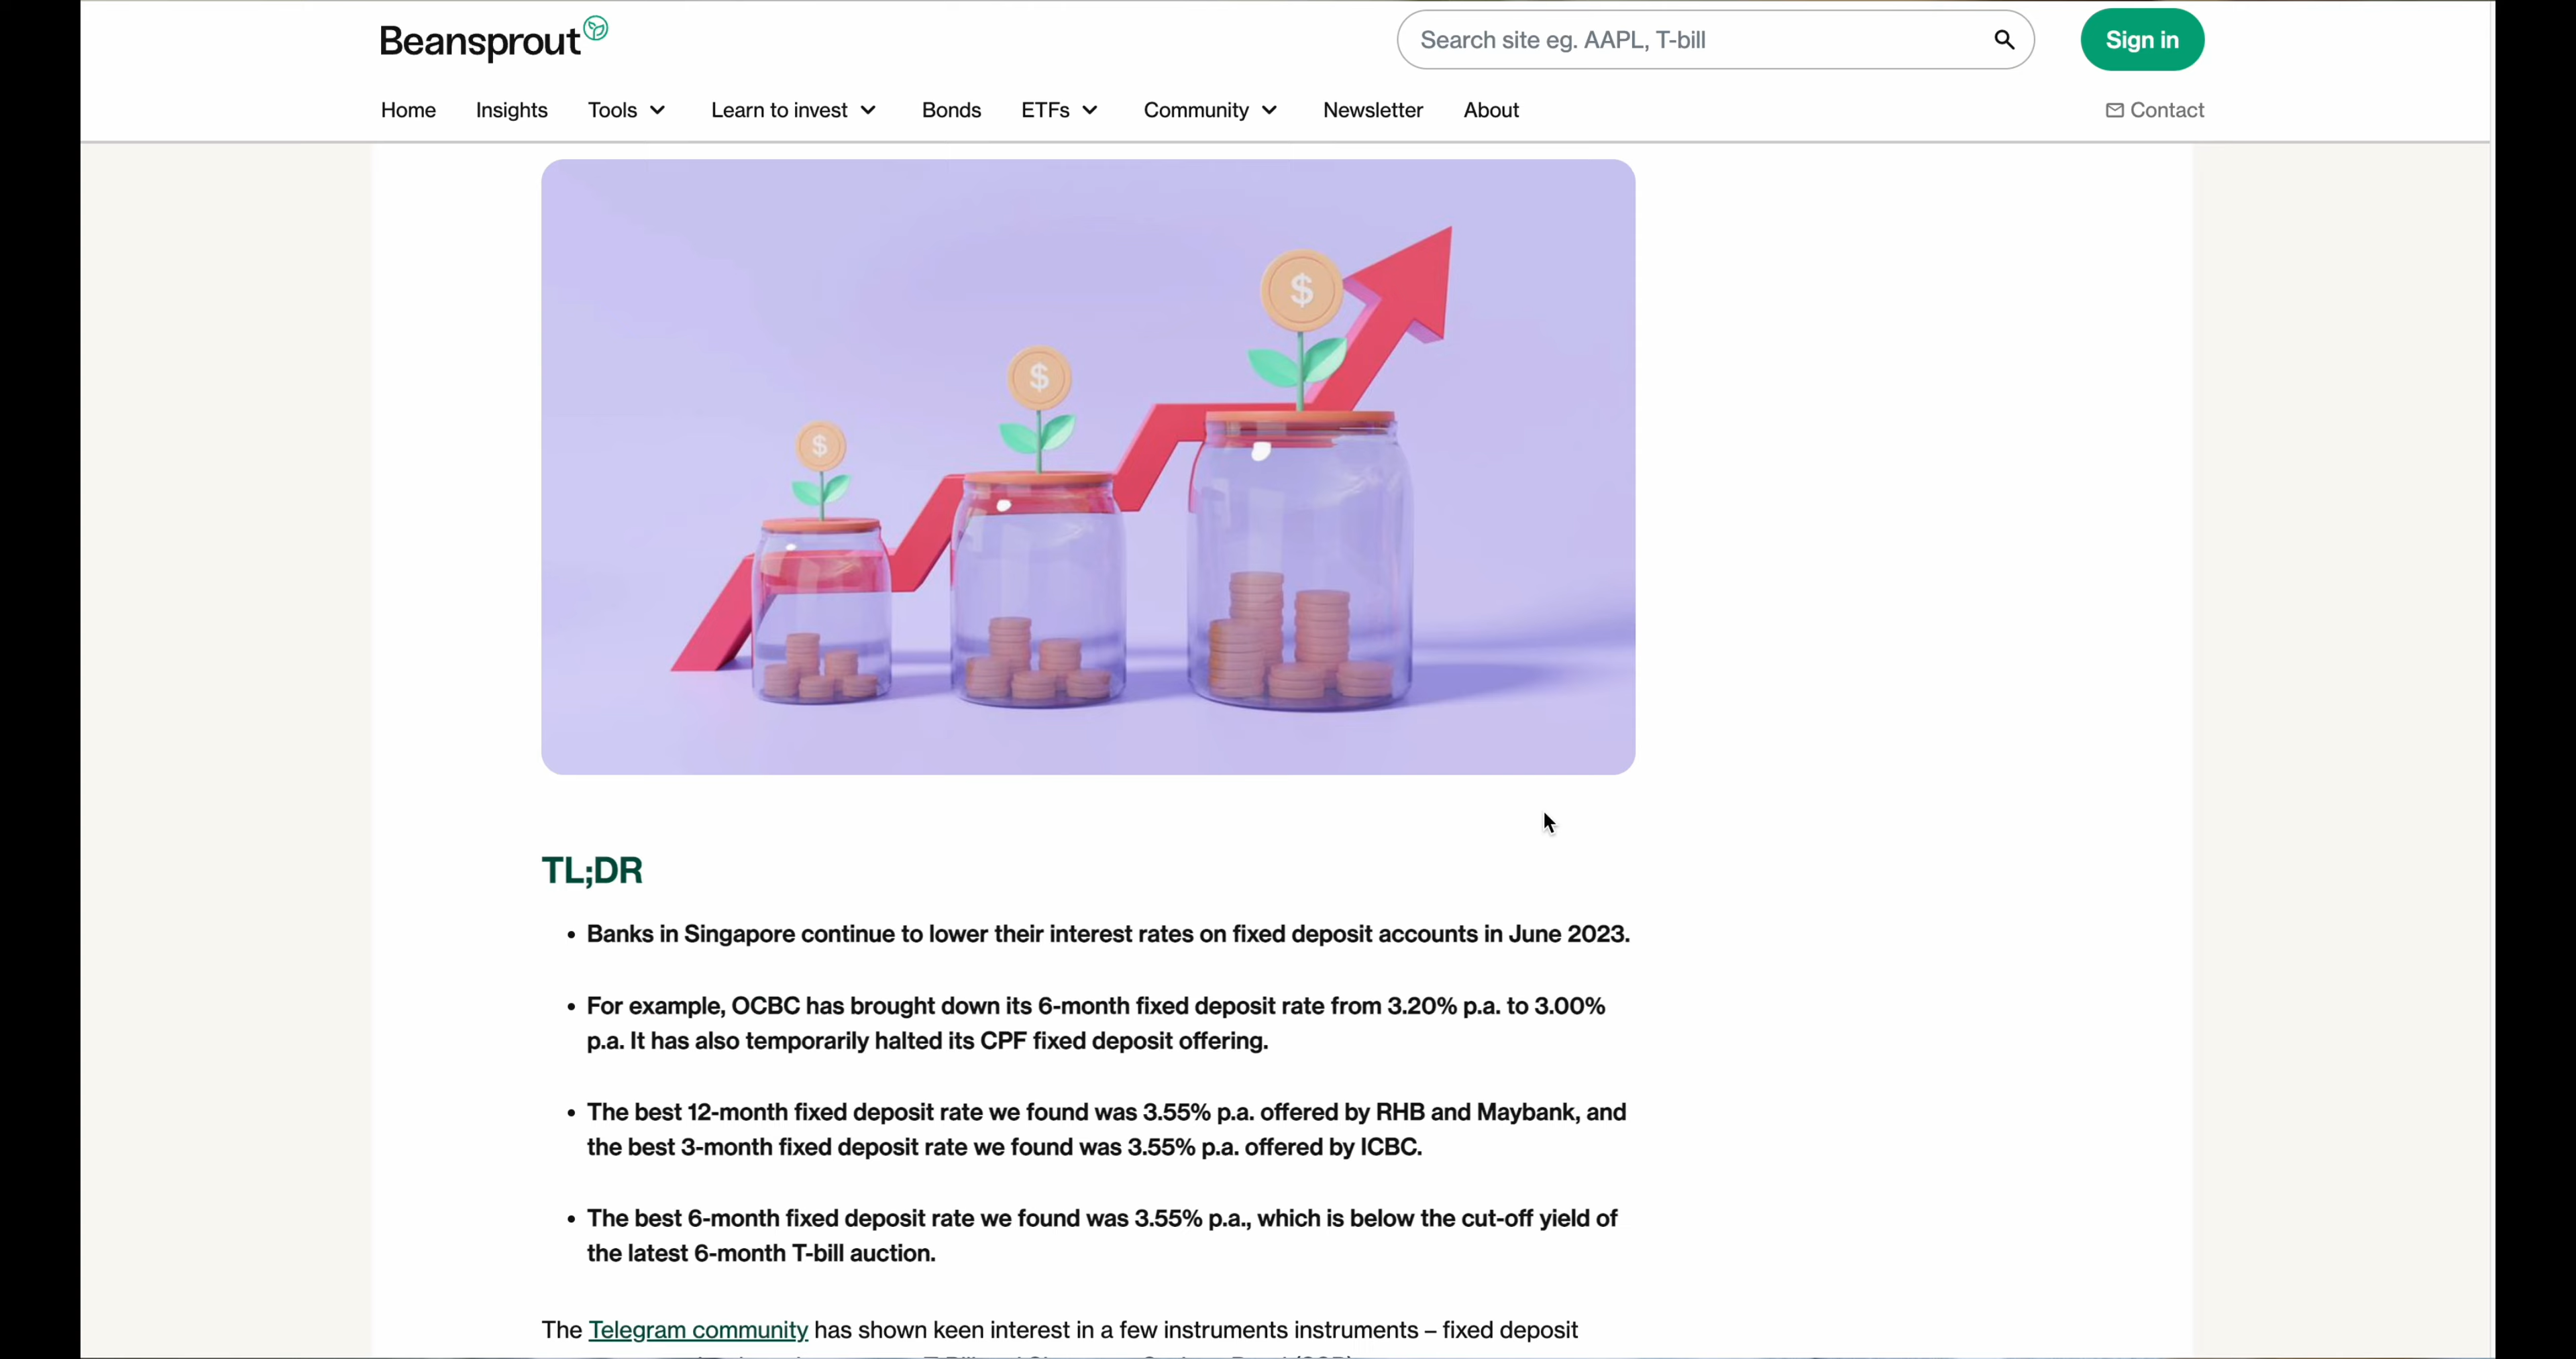 Beansprout
Search site eg. AAPL, T-bill
Sign in
Home Insights Tools Learn to invest Bonds ETFs Community Newsletter About Contact
$
$
$
TL;DR
• Banks in Singapore continue to lower their interest rates on fixed deposit accounts in June 2023.
• For example, OCBC has brought down its 6-month fixed deposit rate from 3.20% p.a. to 3.00%
p.a. It has also temporarily halted its CPF fixed deposit offering.
• The best 12-month fixed deposit rate we found was 3.55% p.a. offered by RHB and Maybank, and
the best 3-month fixed deposit rate we found was 3.55% p.a. offered by ICBC.
• The best 6-month fixed deposit rate we found was 3.55% p.a., which is below the cut-off yield of
the latest 6-month T-bill auction.
The Telegram community has shown keen interest in a few instruments instruments – fixed deposit